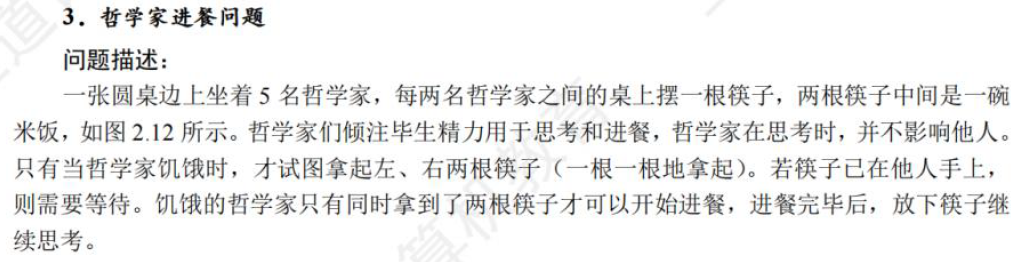 3．哲学家进餐问题
问题描述：
一张圆桌边上坐着 5 名哲学家，每两名哲学家之间的桌上摆一根筷子，两根筷子中间是一碗
米饭，如图 2.12 所示。哲学家们倾注毕生精力用于思考和进餐，哲学家在思考时，并不影响他人。
只有当哲学家饥饿时，才试图拿起左、右两根筷子（一根一根地拿起）。若筷子已在他人手上，
则需要等待。饥饿的哲学家只有同时拿到了两根筷子才可以开始进餐，进餐完毕后，放下筷子继
续思考。